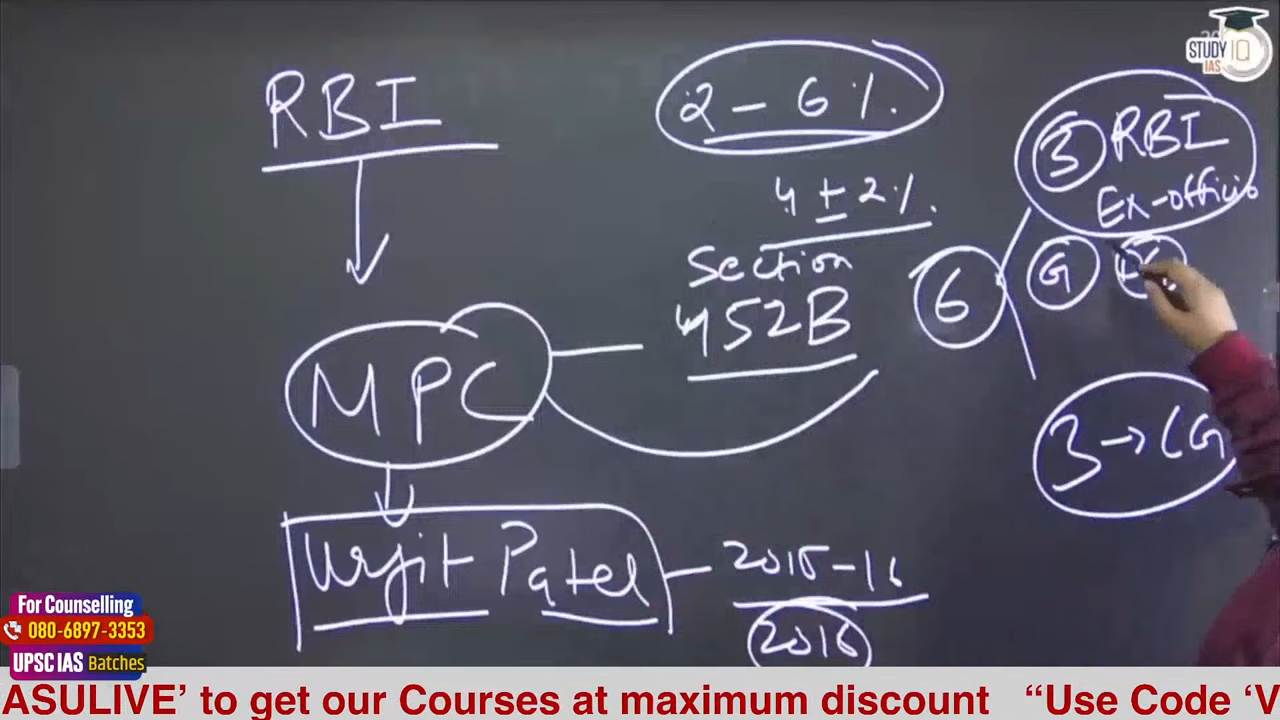 RBI
MPC
Urjit Patel
2015-16
2016
2 - 6%.
4 ± 2%.
Section
452B
6
3 RBI
Ex-officio
G
3 → CG
STUDY IQ
IAS
For Counselling
080-6897-3353
UPSC IAS Batches
ASULIVE’ to get our Courses at maximum discount “Use Code ‘V